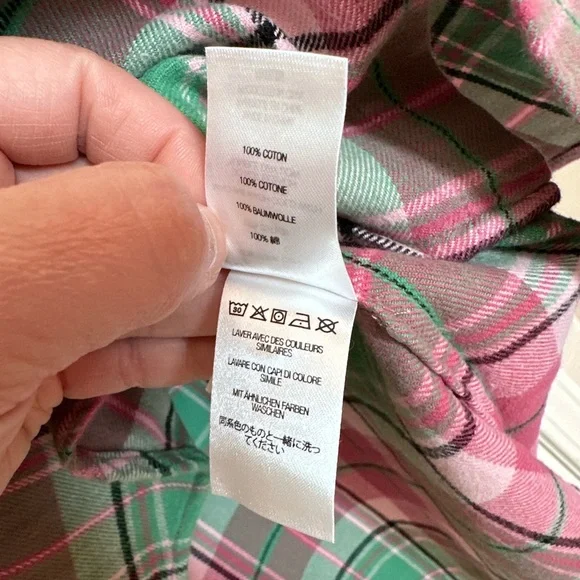 100% COTON
100% COTONE
100% BAUMWOLLE
100% 綿
30
LAVER AVEC DES COULEURS
SIMILAIRES
LAVARE CON CAPI DI COLORE
SIMILE
MIT ÄHNLICHEN FARBEN
WASCHEN
同系色のものと一緒に洗っ
てください